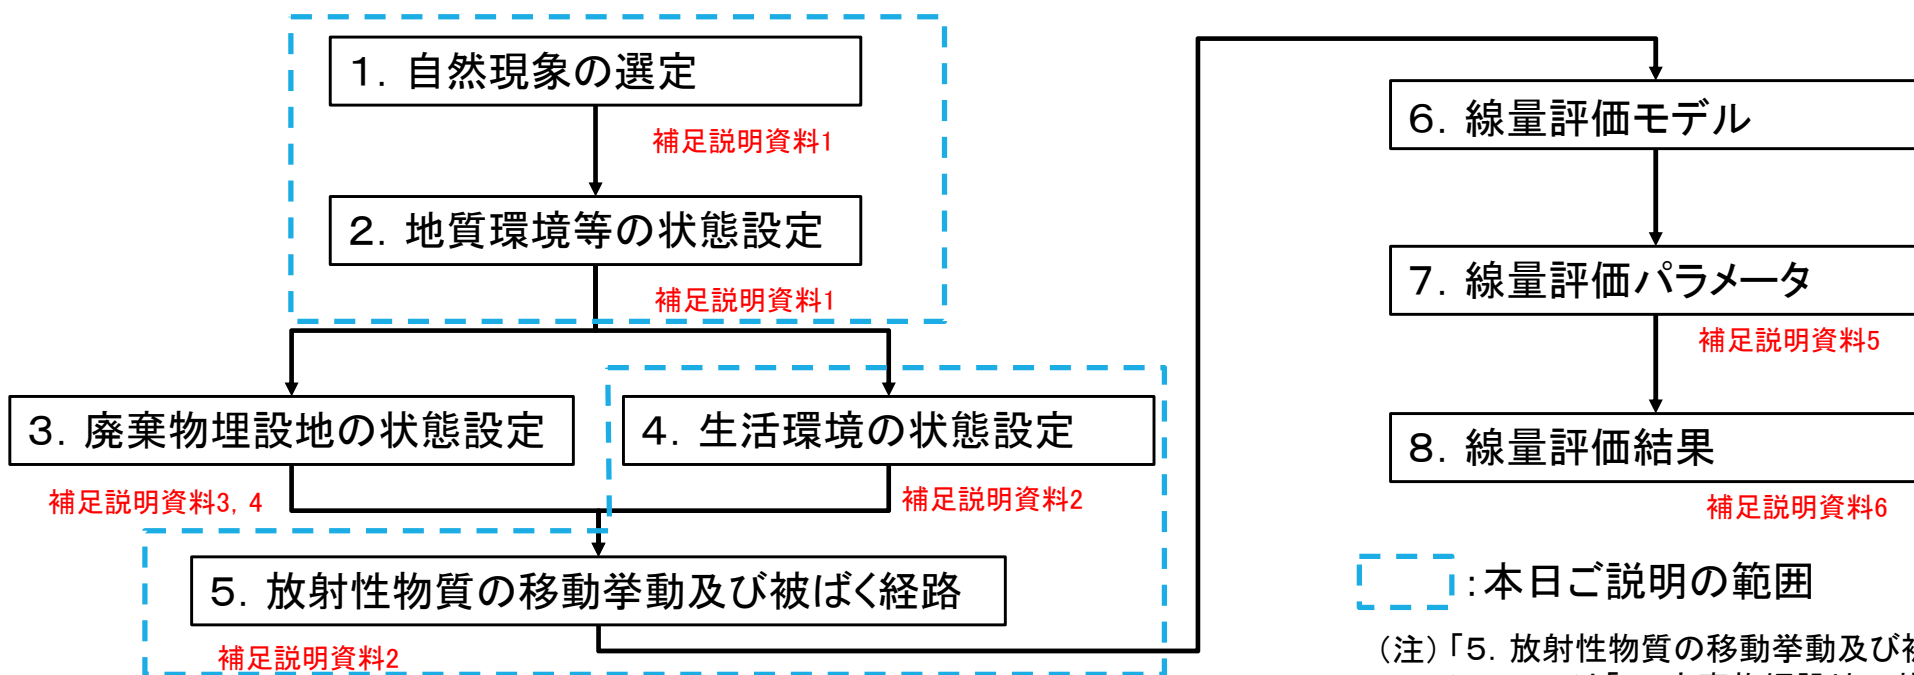 1. 自然現象の選定
補足説明資料1
2. 地質環境等の状態設定
補足説明資料1
3. 廃棄物埋設地の状態設定
補足説明資料3, 4
4. 生活環境の状態設定
補足説明資料2
5. 放射性物質の移動挙動及び被ばく経路
補足説明資料2
6. 線量評価モデル
7. 線量評価パラメータ
補足説明資料5
8. 線量評価結果
補足説明資料6
:本日ご説明の範囲
(注)「5. 放射性物質の移動挙動及び被